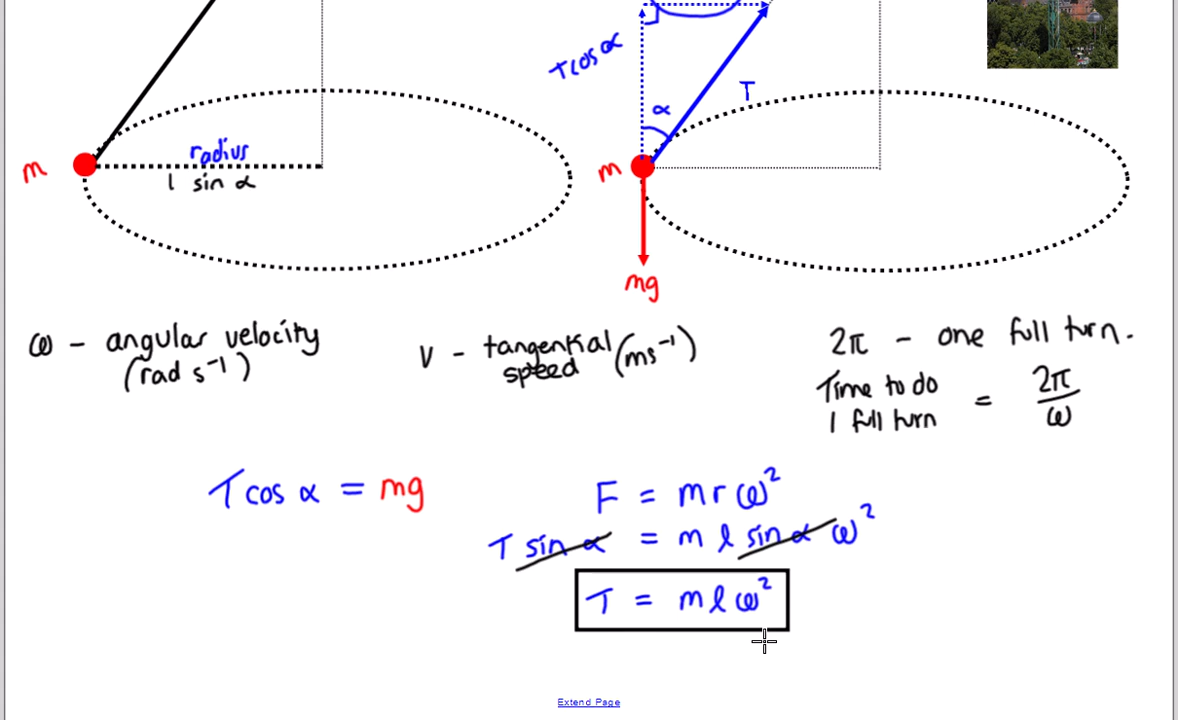 T cos α
T
α
radius
l sin α
m
m
mg
ω - angular velocity
(rad s⁻¹)
v - tangential
speed (ms⁻¹)
2π - one full turn.
Time to do
1 full turn = 2π/ω
T cos α = mg
F = m r ω²
T sin α = m l sin α ω²
T = m l ω²
Extend Page